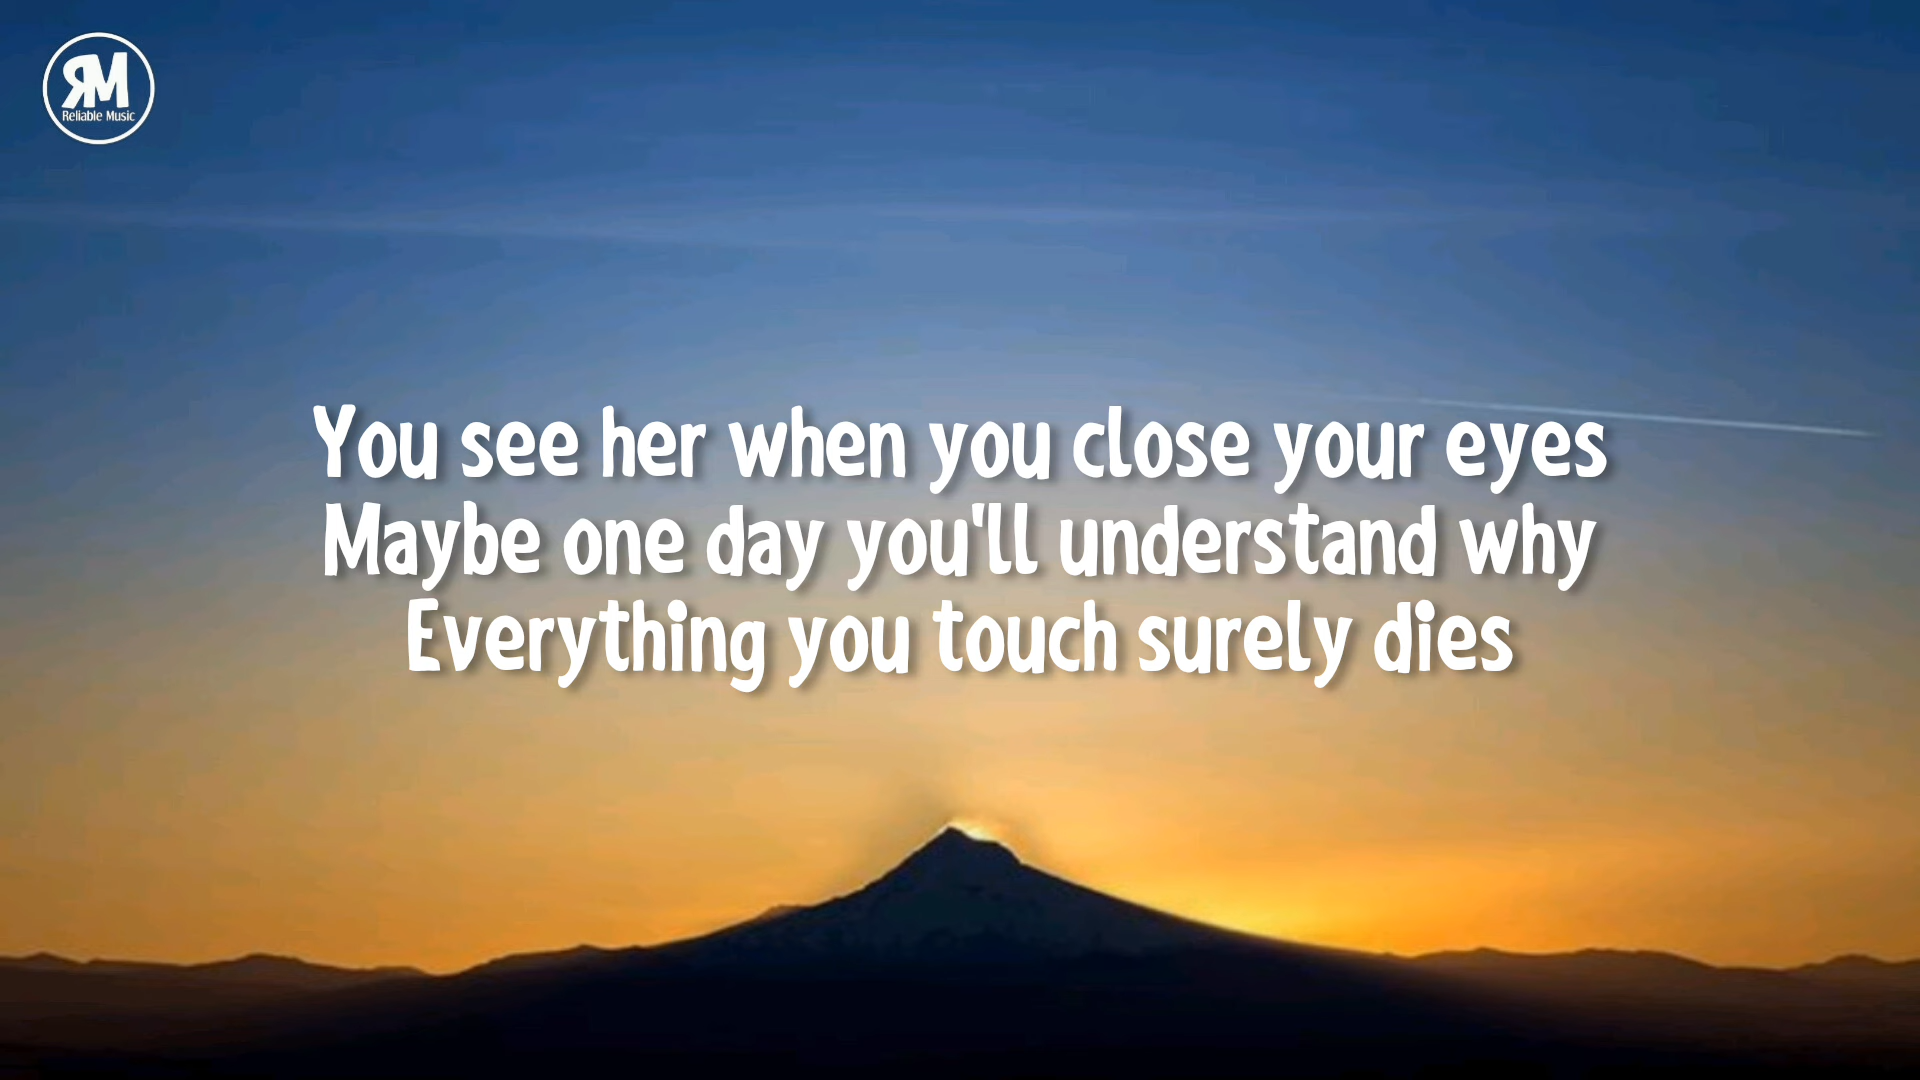 RM
Reliable Music
You see her when you close your eyes
Maybe one day you'll understand why
Everything you touch surely dies